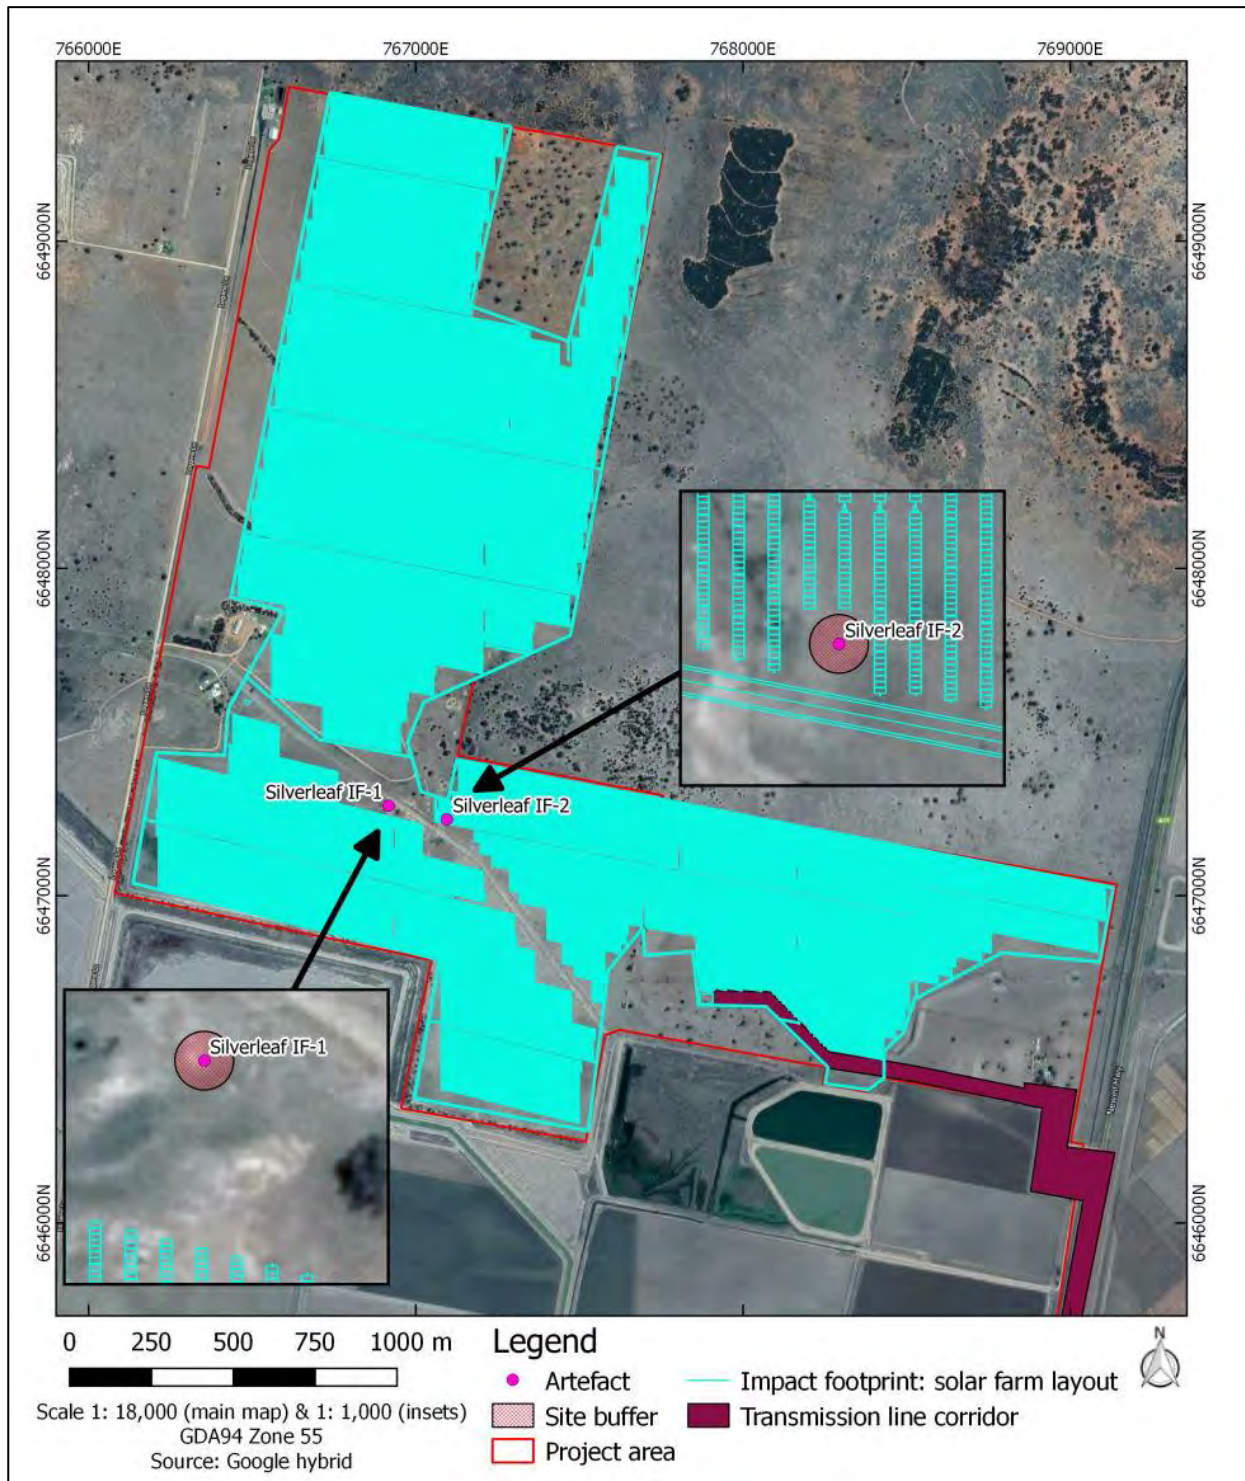 766000E 767000E 768000E 769000E
6649000N 6649000N
6648000N 6648000N
Silverleaf IF-2
Silverleaf IF-1
Silverleaf IF-2
6647000N 6647000N
Silverleaf IF-1
Newell Hwy
6646000N 6646000N
0 250 500 750 1000 m
Legend
N
Artefact
Impact footprint: solar farm layout
Site buffer
Transmission line corridor
Project area
Scale 1: 18,000 (main map) & 1: 1,000 (insets)
GDA94 Zone 55
Source: Google hybrid